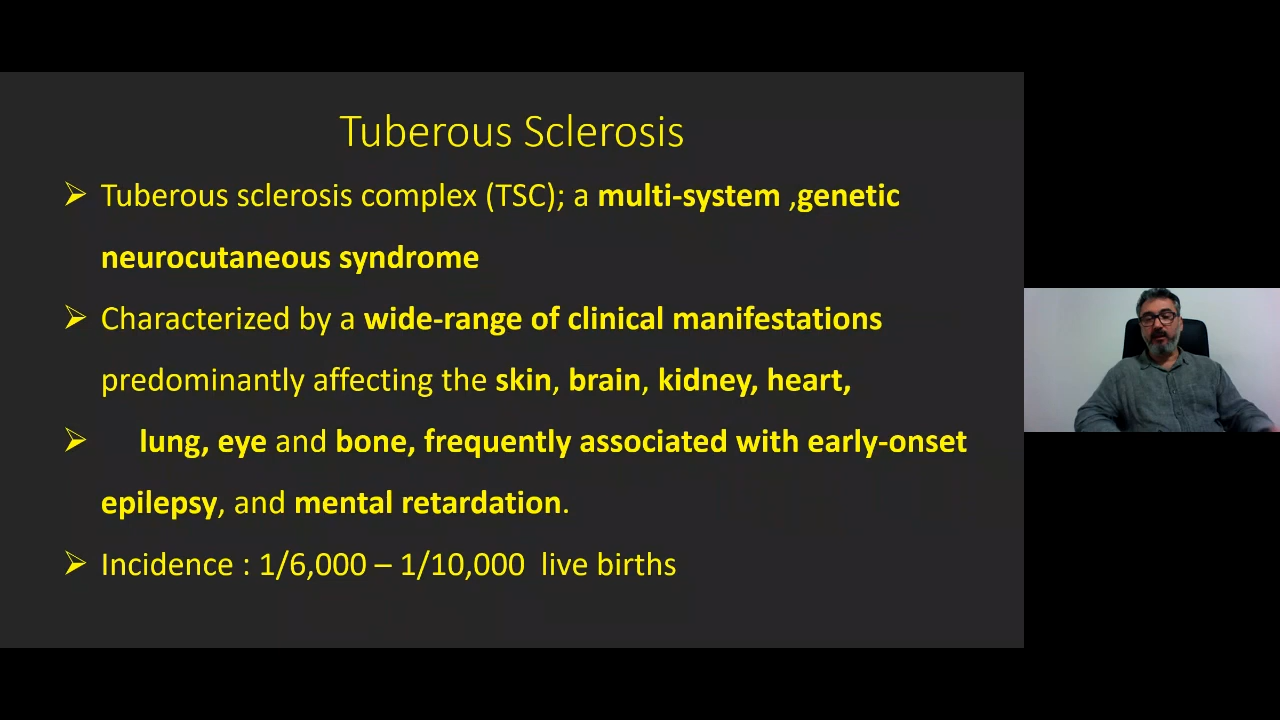 Tuberous Sclerosis
➢ Tuberous sclerosis complex (TSC); a multi-system ,genetic
neurocutaneous syndrome
➢ Characterized by a wide-range of clinical manifestations
predominantly affecting the skin, brain, kidney, heart,
➢ lung, eye and bone, frequently associated with early-onset
epilepsy, and mental retardation.
➢ Incidence : 1/6,000 – 1/10,000 live births